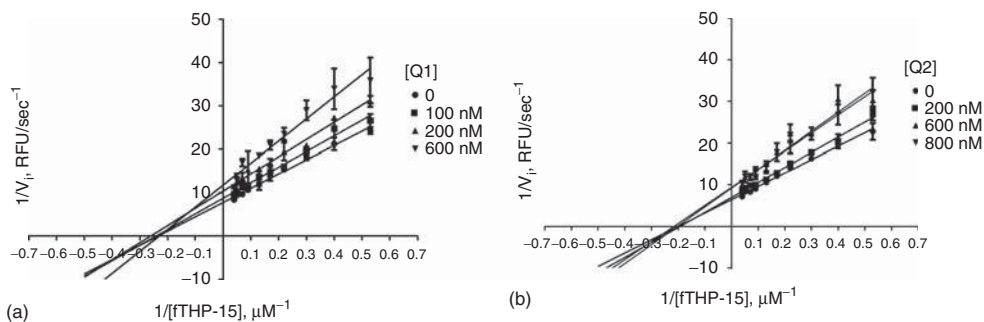 50
40
30
20
10
−10
−0.7 −0.6 −0.5 −0.4 −0.3 −0.2 −0.1 0.1 0.2 0.3 0.4 0.5 0.6 0.7
1/Vi, RFU/sec−1
1/[fTHP-15], μM−1
[Q1]
0
100 nM
200 nM
600 nM
(a)
50
40
30
20
10
−10
−0.7 −0.6 −0.5 −0.4 −0.3 −0.2 −0.1 0.1 0.2 0.3 0.4 0.5 0.6 0.7
1/Vi, RFU/sec−1
1/[fTHP-15], μM−1
[Q2]
0
200 nM
600 nM
800 nM
(b)